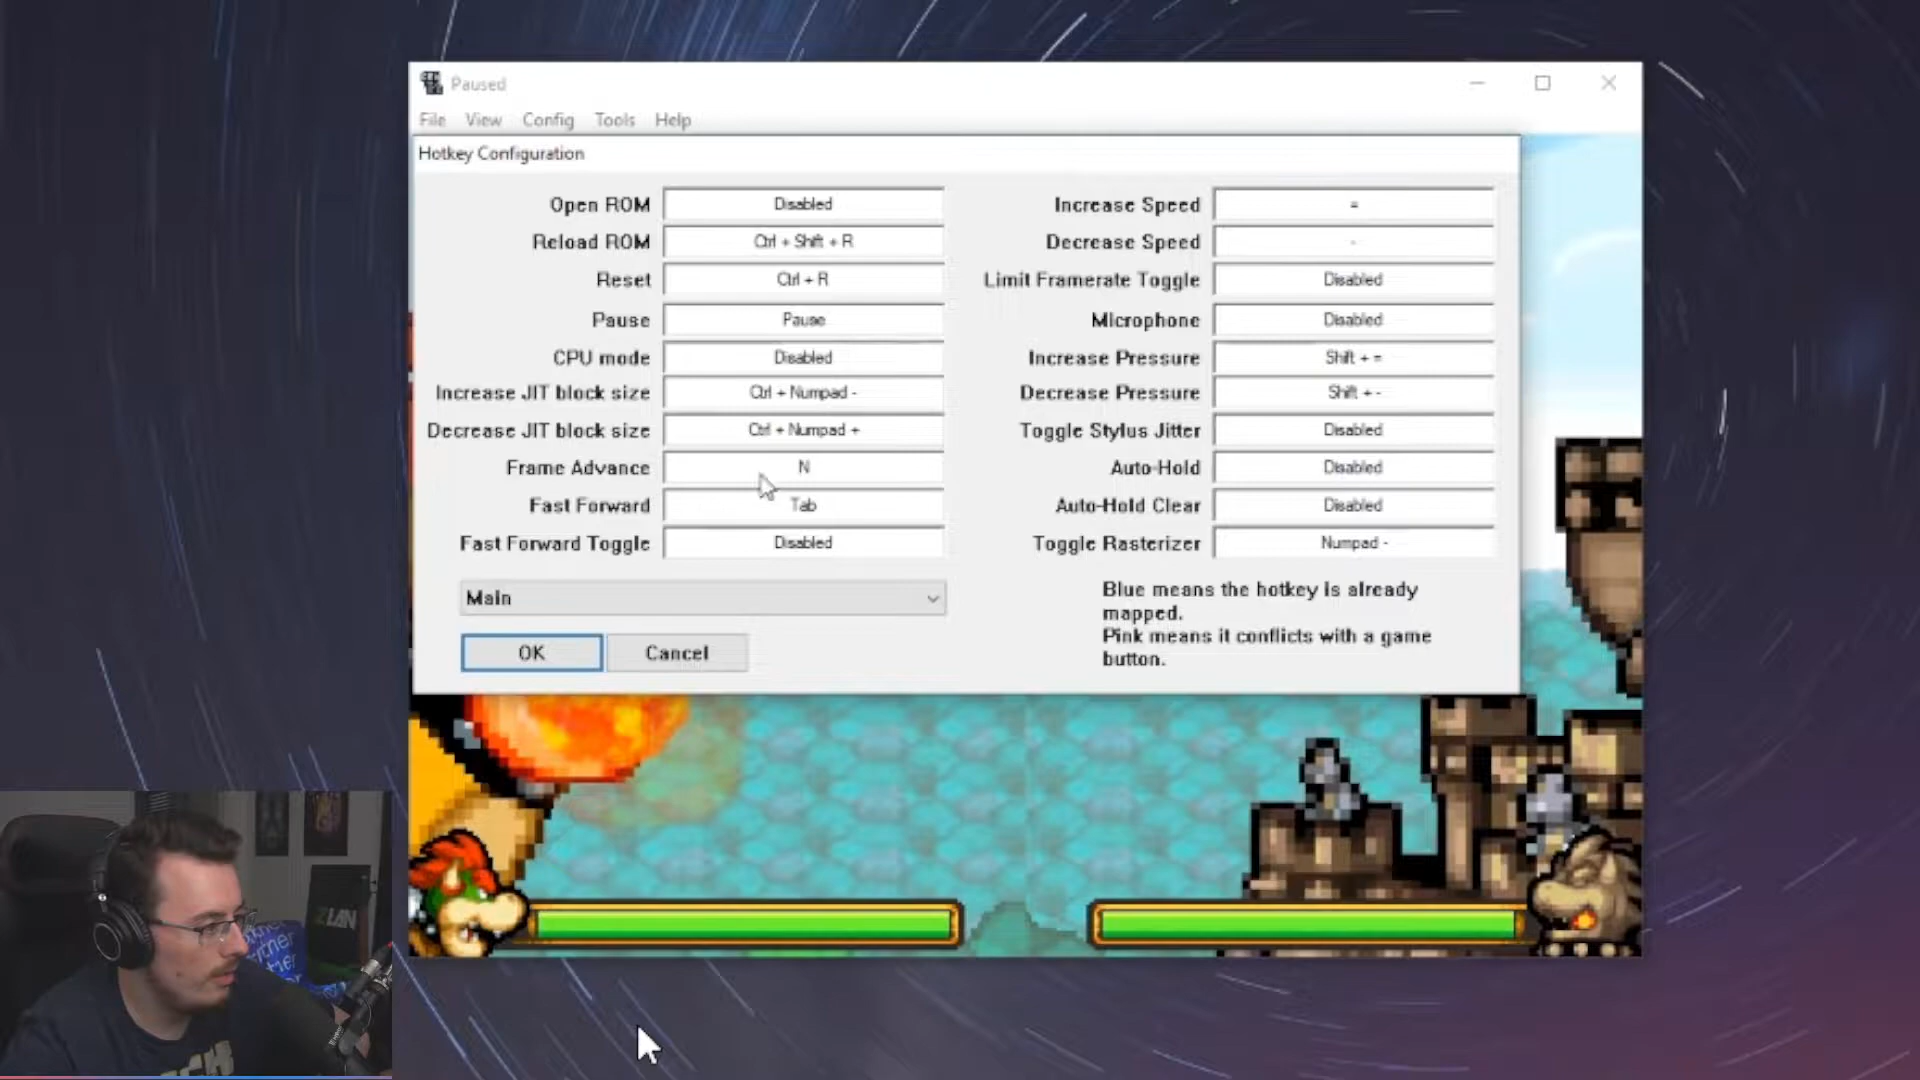 Paused
File View Config Tools Help
Hotkey Configuration
Open ROM Disabled
Reload ROM Ctrl + Shift + R
Reset Ctrl + R
Pause Pause
CPU mode Disabled
Increase JIT block size Ctrl + Numpad -
Decrease JIT block size Ctrl + Numpad +
Frame Advance N
Fast Forward Tab
Fast Forward Toggle Disabled
Main
OK Cancel
Increase Speed =
Decrease Speed -
Limit Framerate Toggle Disabled
Microphone Disabled
Increase Pressure Shift + =
Decrease Pressure Shift + -
Toggle Stylus Jitter Disabled
Auto-Hold Disabled
Auto-Hold Clear Disabled
Toggle Rasterizer Numpad -
Blue means the hotkey is already
mapped.
Pink means it conflicts with a game
button.
ZLAN